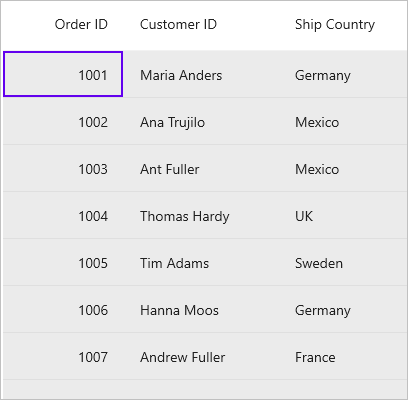 Order ID Customer ID Ship Country
1001 Maria Anders Germany
1002 Ana Trujilo Mexico
1003 Ant Fuller Mexico
1004 Thomas Hardy UK
1005 Tim Adams Sweden
1006 Hanna Moos Germany
1007 Andrew Fuller France